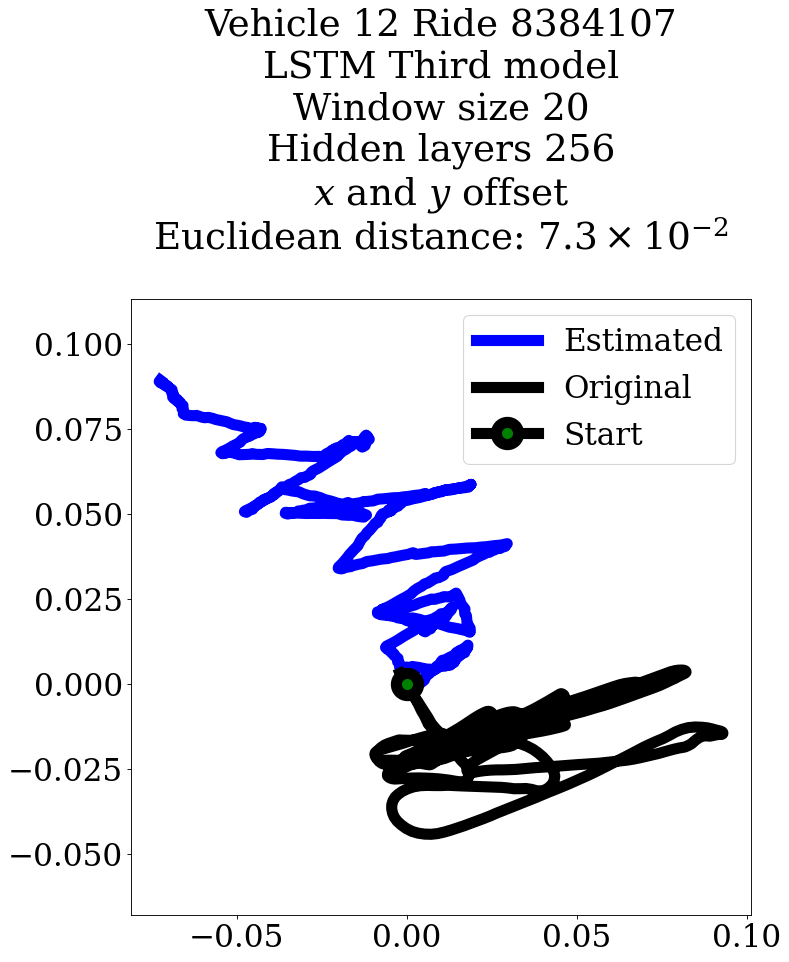 Vehicle 12 Ride 8384107
LSTM Third model
Window size 20
Hidden layers 256
x and y offset
Euclidean distance: 7.3 × 10⁻²
Estimated
Original
Start
0.100
0.075
0.050
0.025
0.000
−0.025
−0.050
−0.05 0.00 0.05 0.10